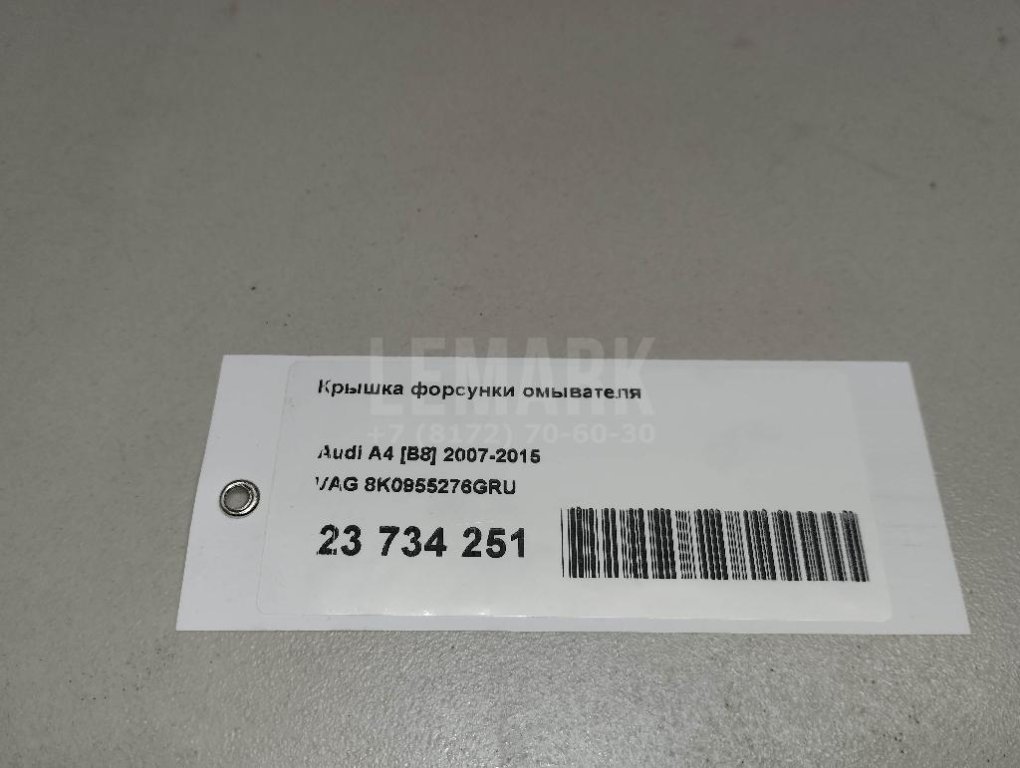 LEMARK
Крышка форсунки омывателя
+7 (8172) 70-60-30
Audi A4 [B8] 2007-2015
VAG 8K0955276GRU
23 734 251